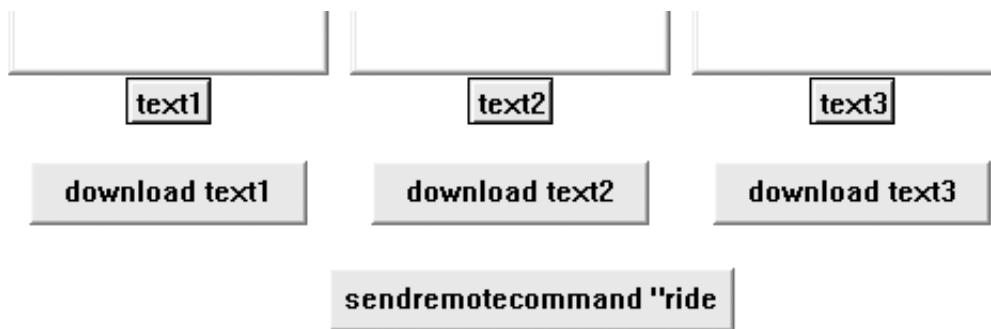 text1 text2 text3
download text1 download text2 download text3
sendremotecommand "ride